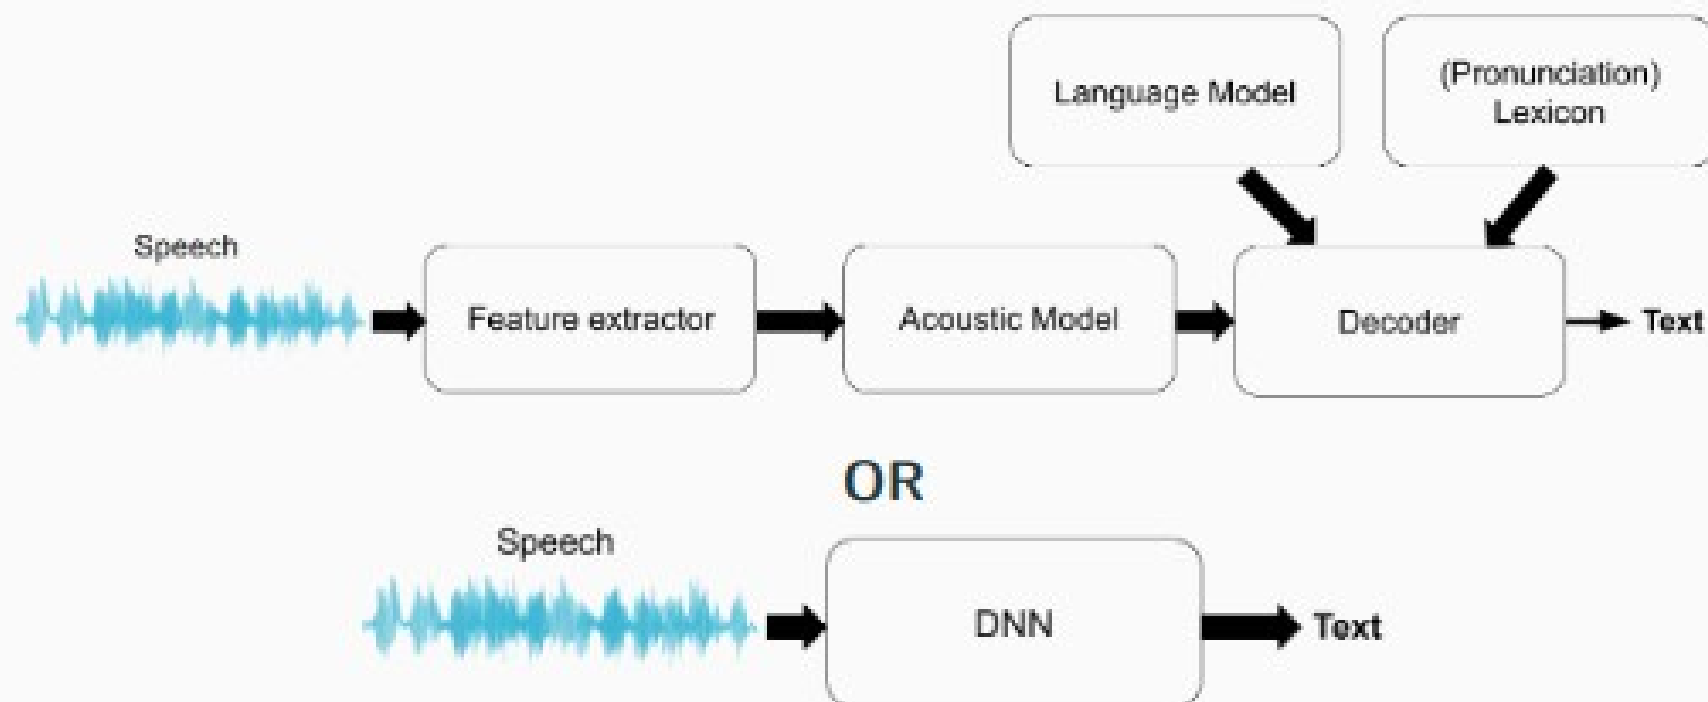 Language Model
(Pronunciation)
Lexicon
Speech
Feature extractor
Acoustic Model
Decoder
Text
OR
Speech
DNN
Text